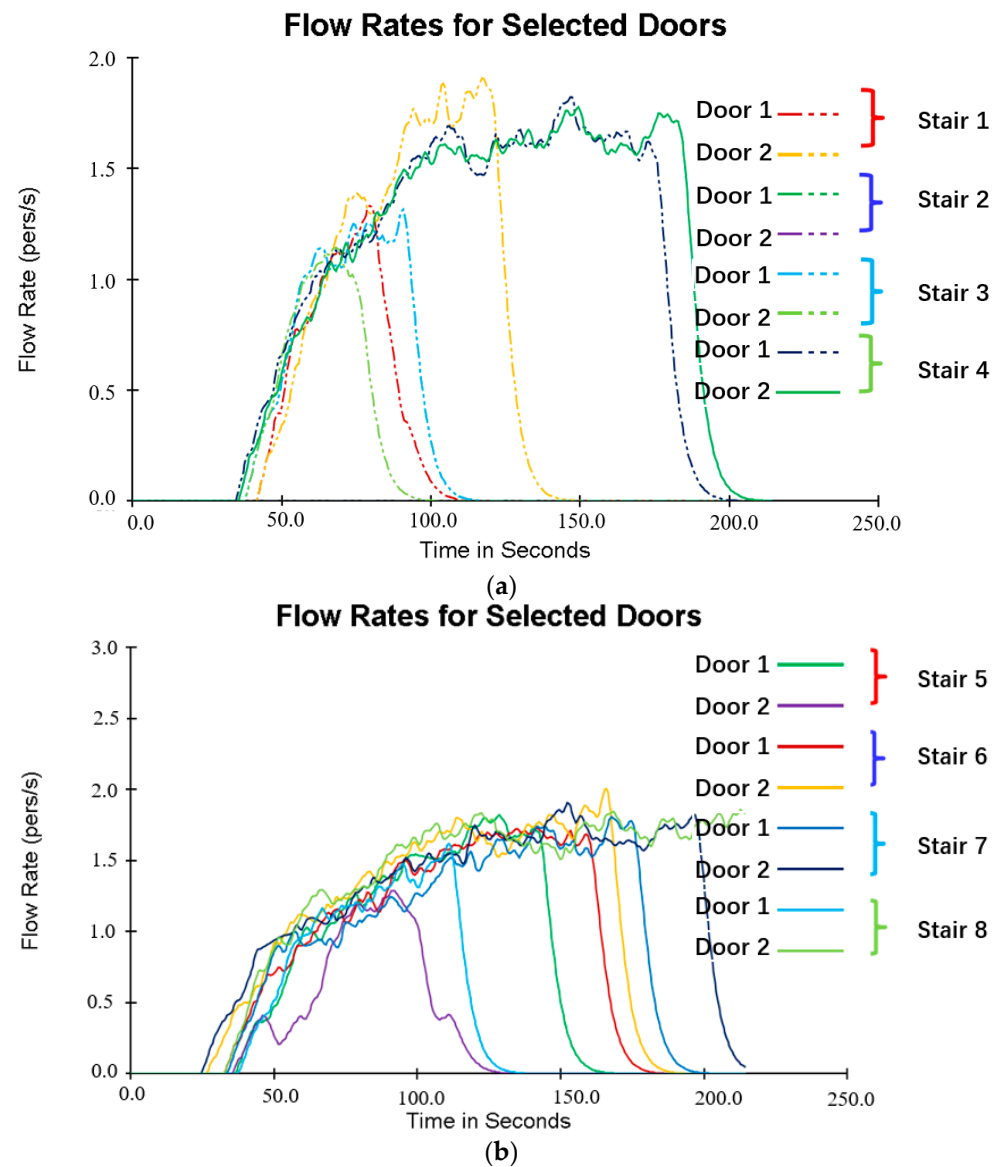 Flow Rates for Selected Doors
2.0
1.5
1.0
0.5
0.0
Flow Rate (pers/s)
Door 1
Door 2
Stair 1
Door 1
Door 2
Stair 2
Door 1
Door 2
Stair 3
Door 1
Door 2
Stair 4
0.0 50.0 100.0 150.0 200.0 250.0
Time in Seconds
(a)
Flow Rates for Selected Doors
3.0
2.5
2.0
1.5
1.0
0.5
0.0
Flow Rate (pers/s)
Door 1
Door 2
Stair 5
Door 1
Door 2
Stair 6
Door 1
Door 2
Stair 7
Door 1
Door 2
Stair 8
0.0 50.0 100.0 150.0 200.0 250.0
Time in Seconds
(b)